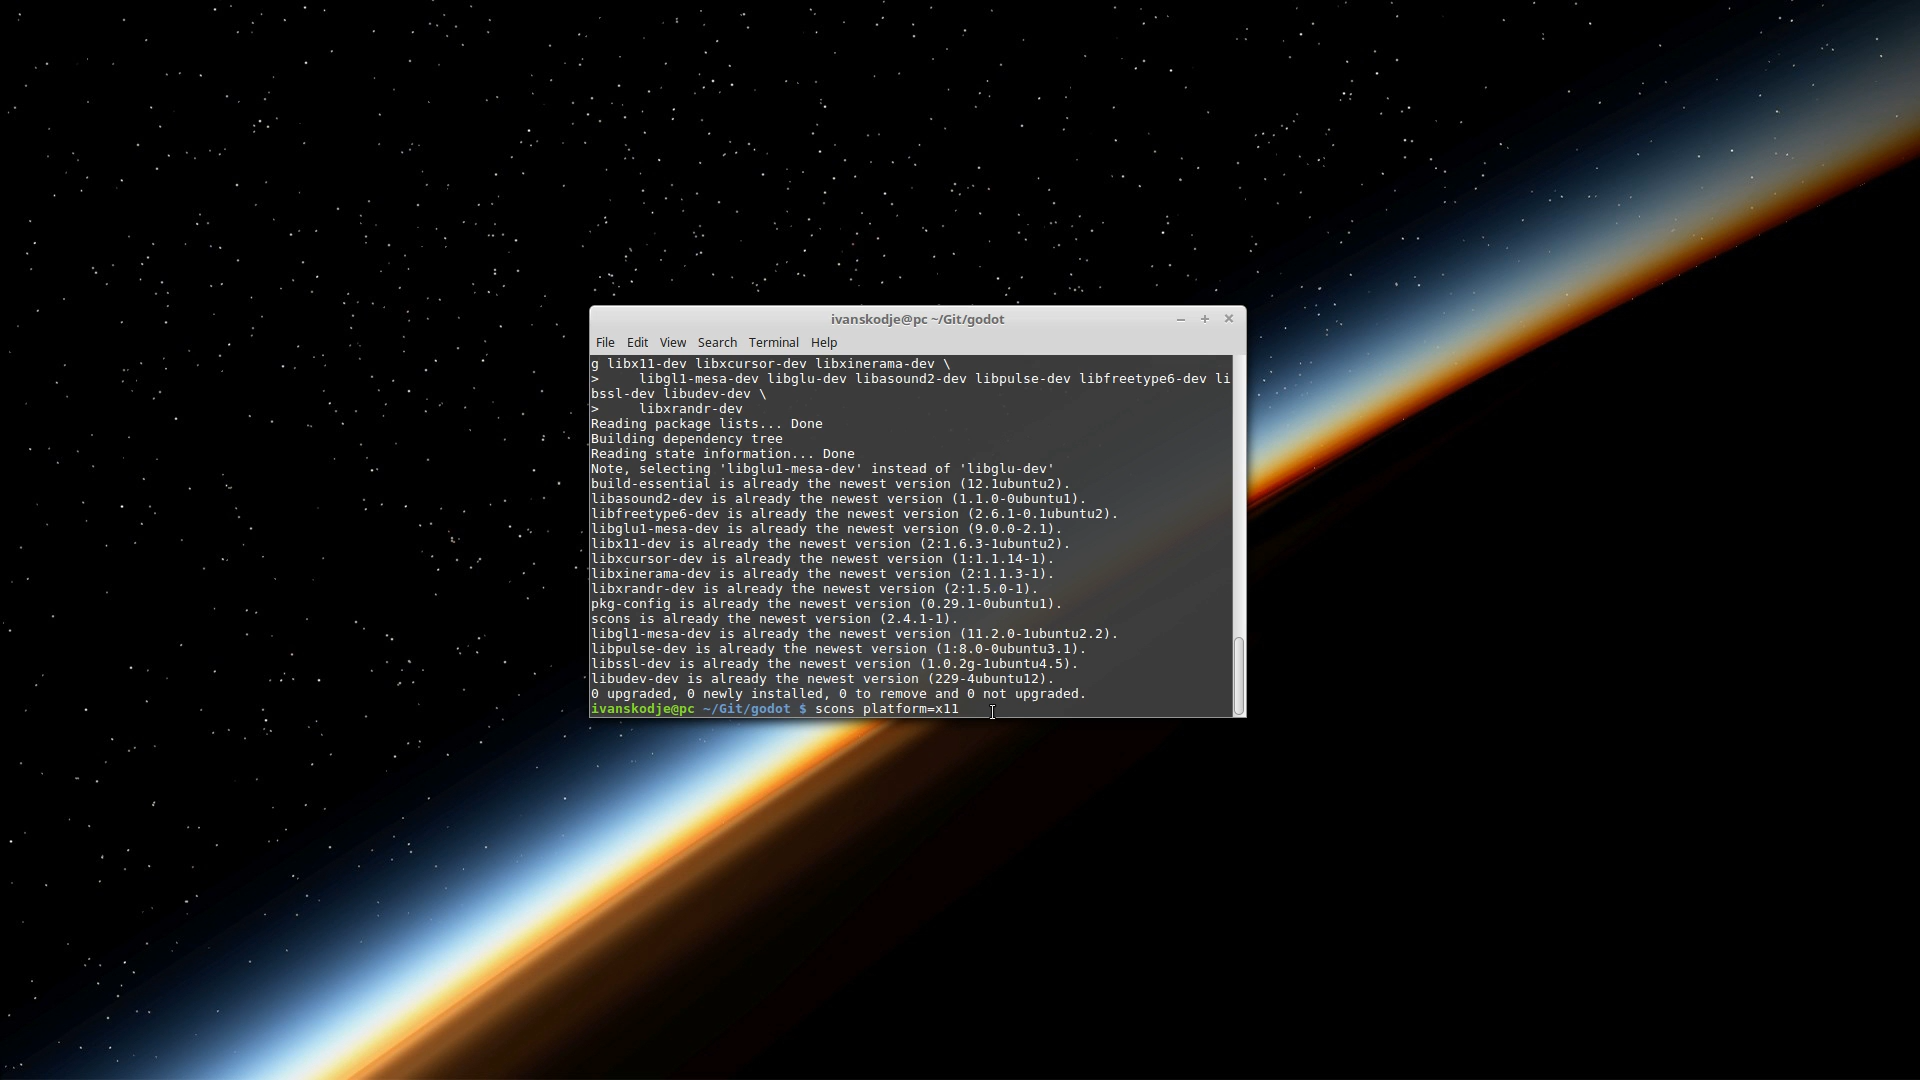 ivanskodje@pc ~/Git/godot
File Edit View Search Terminal Help
g libx11-dev libxcursor-dev libxinerama-dev \
>     libgl1-mesa-dev libglu-dev libasound2-dev libpulse-dev libfreetype6-dev li
bssl-dev libudev-dev \
>     libxrandr-dev
Reading package lists... Done
Building dependency tree
Reading state information... Done
Note, selecting 'libglu1-mesa-dev' instead of 'libglu-dev'
build-essential is already the newest version (12.1ubuntu2).
libasound2-dev is already the newest version (1.1.0-0ubuntu1).
libfreetype6-dev is already the newest version (2.6.1-0.1ubuntu2).
libglu1-mesa-dev is already the newest version (9.0.0-2.1).
libx11-dev is already the newest version (2:1.6.3-1ubuntu2).
libxcursor-dev is already the newest version (1:1.1.14-1).
libxinerama-dev is already the newest version (2:1.1.3-1).
libxrandr-dev is already the newest version (2:1.5.0-1).
pkg-config is already the newest version (0.29.1-0ubuntu1).
scons is already the newest version (2.4.1-1).
libgl1-mesa-dev is already the newest version (11.2.0-1ubuntu2.2).
libpulse-dev is already the newest version (1:8.0-0ubuntu3.1).
libssl-dev is already the newest version (1.0.2g-1ubuntu4.5).
libudev-dev is already the newest version (229-4ubuntu12).
0 upgraded, 0 newly installed, 0 to remove and 0 not upgraded.
ivanskodje@pc ~/Git/godot $ scons platform=x11